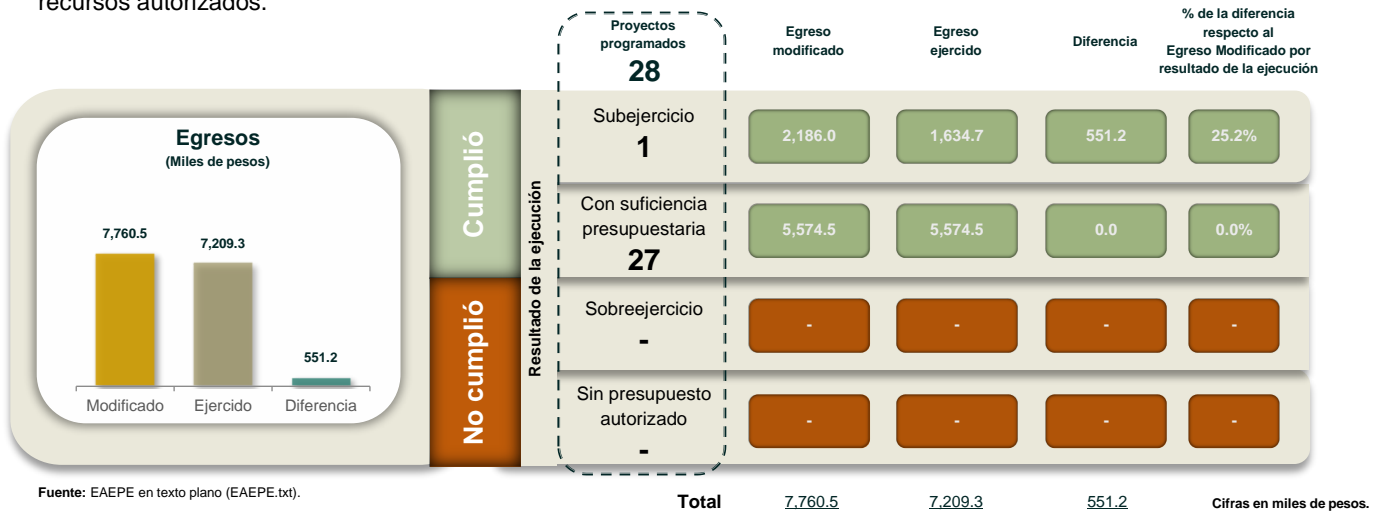 recursos autorizados.
Proyectos
programados
28
Egreso
modificado
Egreso
ejercido
Diferencia
% de la diferencia
respecto al
Egreso Modificado por
resultado de la ejecución
Egresos
(Miles de pesos)
7,760.5
7,209.3
551.2
Modificado
Ejercido
Diferencia
Cumplió
No cumplió
Resultado de la ejecución
Subejercicio
1
2,186.0
1,634.7
551.2
25.2%
Con suficiencia
presupuestaria
27
5,574.5
5,574.5
0.0
0.0%
Sobreejercicio
-
-
-
-
-
Sin presupuesto
autorizado
-
-
-
-
-
Fuente: EAEPE en texto plano (EAEPE.txt).
Total
7,760.5
7,209.3
551.2
Cifras en miles de pesos.